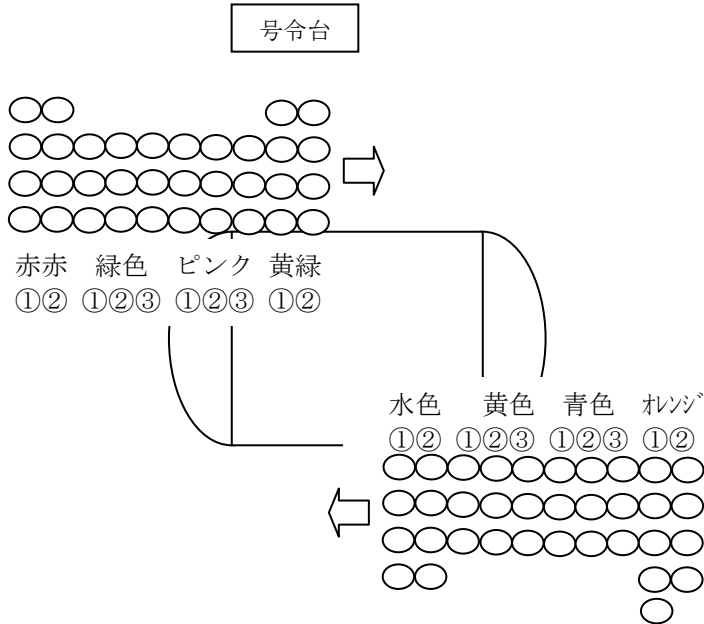 号令台
赤赤 緑色 ピンク 黄緑
①② ①②③ ①②③ ①②
水色 黄色 青色 ｵﾚﾝｼﾞ
①② ①②③ ①②③ ①②